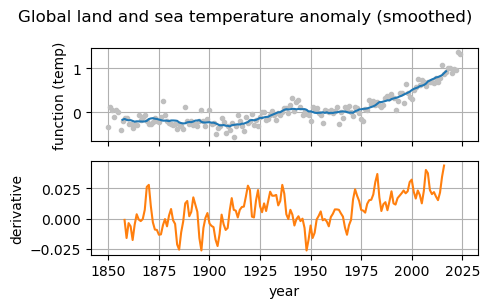 Global land and sea temperature anomaly (smoothed)
function (temp)
1
0
derivative
0.025
0.000
−0.025
1850 1875 1900 1925 1950 1975 2000 2025
year